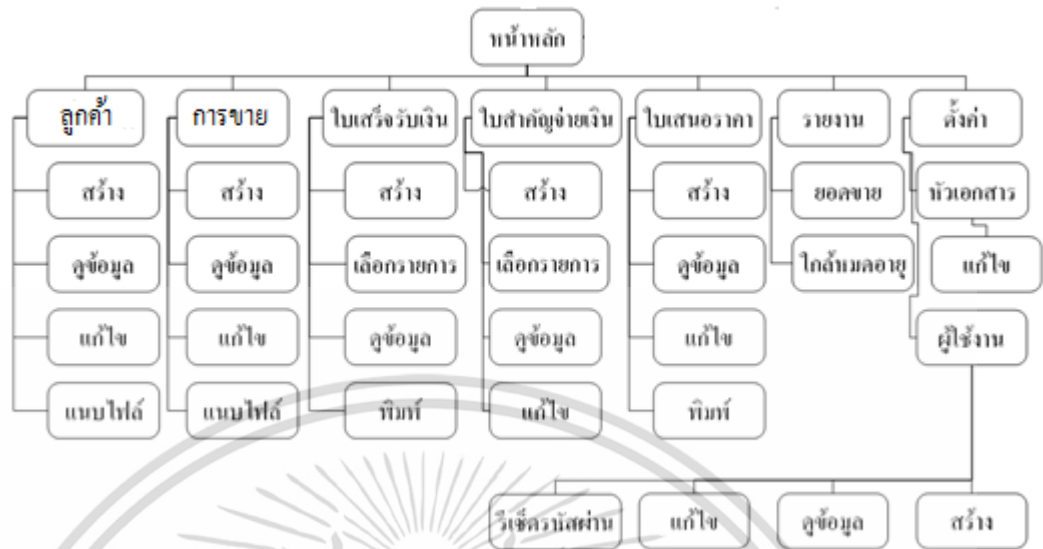 หน้าหลัก
ลูกค้า การขาย ใบเสร็จรับเงิน ใบสำคัญจ่ายเงิน ใบเสนอราคา รายงาน ตั้งค่า
สร้าง สร้าง สร้าง สร้าง สร้าง ยอดขาย หัวเอกสาร
ดูข้อมูล ดูข้อมูล เลือกรายการ เลือกรายการ ดูข้อมูล ใกล้หมดอายุ แก้ไข
แก้ไข แก้ไข ดูข้อมูล ดูข้อมูล แก้ไข ผู้ใช้งาน
แนบไฟล์ แนบไฟล์ พิมพ์ แก้ไข พิมพ์
รีเซ็ตรหัสผ่าน แก้ไข ดูข้อมูล สร้าง